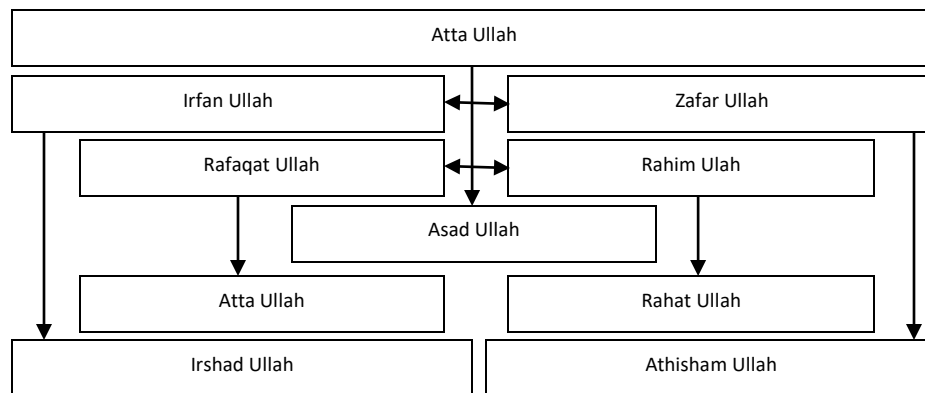 Atta Ullah
Irfan Ullah
Zafar Ullah
Rafaqat Ullah
Rahim Ulah
Asad Ullah
Atta Ullah
Rahat Ullah
Irshad Ullah
Athisham Ullah